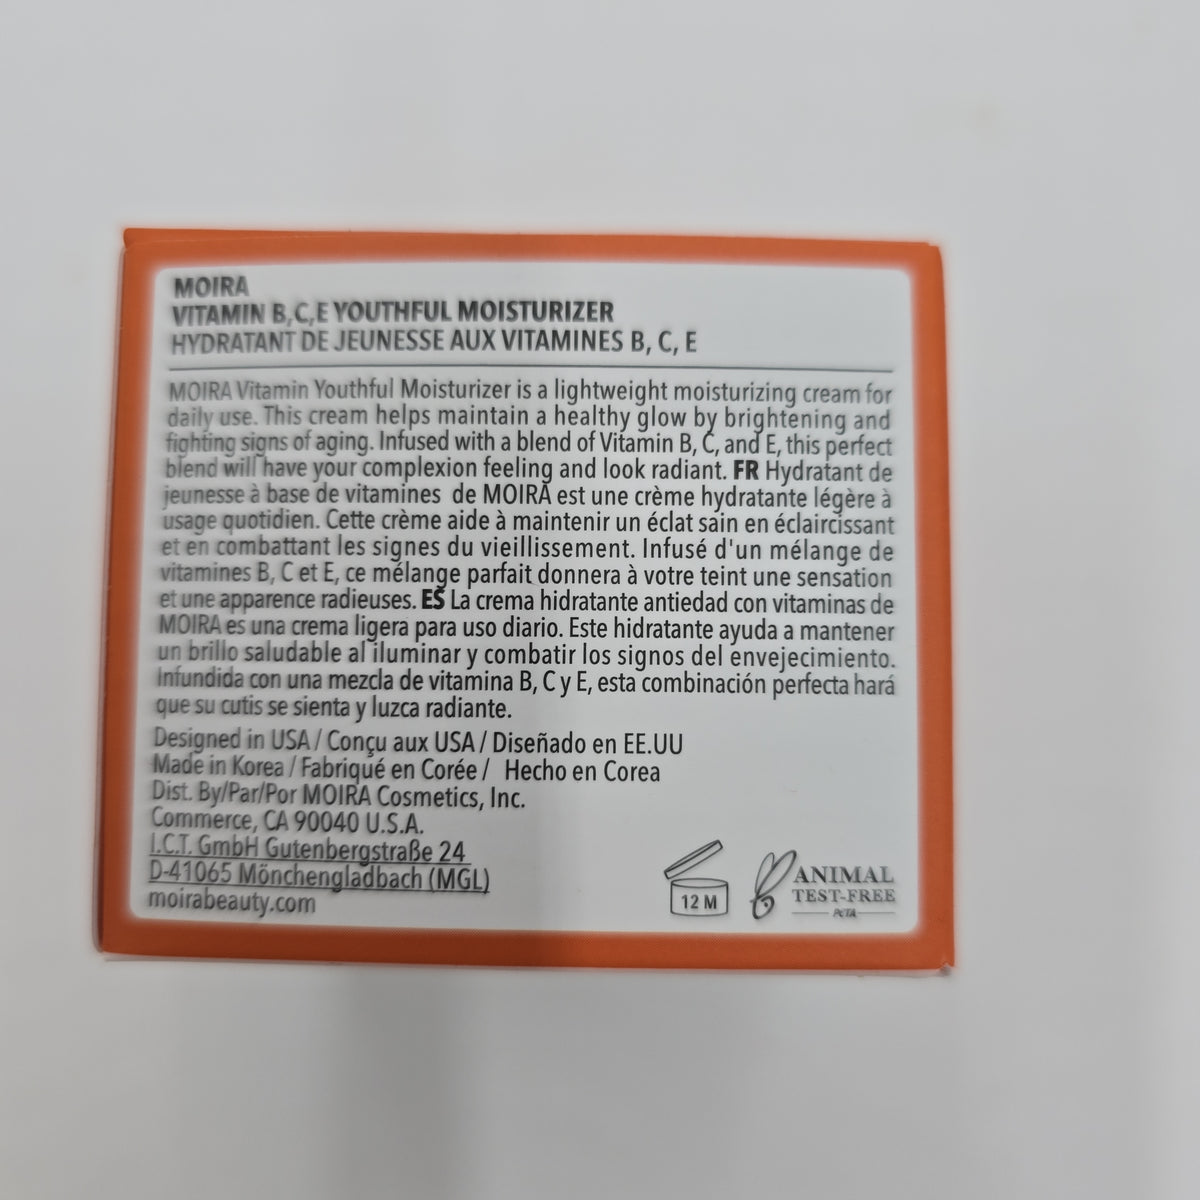 MOIRA
VITAMIN B,C,E YOUTHFUL MOISTURIZER
HYDRATANT DE JEUNESSE AUX VITAMINES B, C, E
MOIRA Vitamin Youthful Moisturizer is a lightweight moisturizing cream for
daily use. This cream helps maintain a healthy glow by brightening and
fighting signs of aging. Infused with a blend of Vitamin B, C, and E, this perfect
blend will have your complexion feeling and look radiant. FR Hydratant de
jeunesse à base de vitamines de MOIRA est une crème hydratante légère à
usage quotidien. Cette crème aide à maintenir un éclat sain en éclaircissant
et en combattant les signes du vieillissement. Infusé d'un mélange de
vitamines B, C et E, ce mélange parfait donnera à votre teint une sensation
et une apparence radieuses. ES La crema hidratante antiedad con vitaminas de
MOIRA es una crema ligera para uso diario. Este hidratante ayuda a mantener
un brillo saludable al iluminar y combatir los signos del envejecimiento.
Infundida con una mezcla de vitamina B, C y E, esta combinación perfecta hará
que su cutis se sienta y luzca radiante.
Designed in USA / Conçu aux USA / Diseñado en EE.UU
Made in Korea / Fabriqué en Corée / Hecho en Corea
Dist. By/Par/Por MOIRA Cosmetics, Inc.
Commerce, CA 90040 U.S.A.
I.C.T. GmbH Gutenbergstraße 24
D-41065 Mönchengladbach (MGL)
moirabeauty.com
12 M
ANIMAL
TEST-FREE
PETA